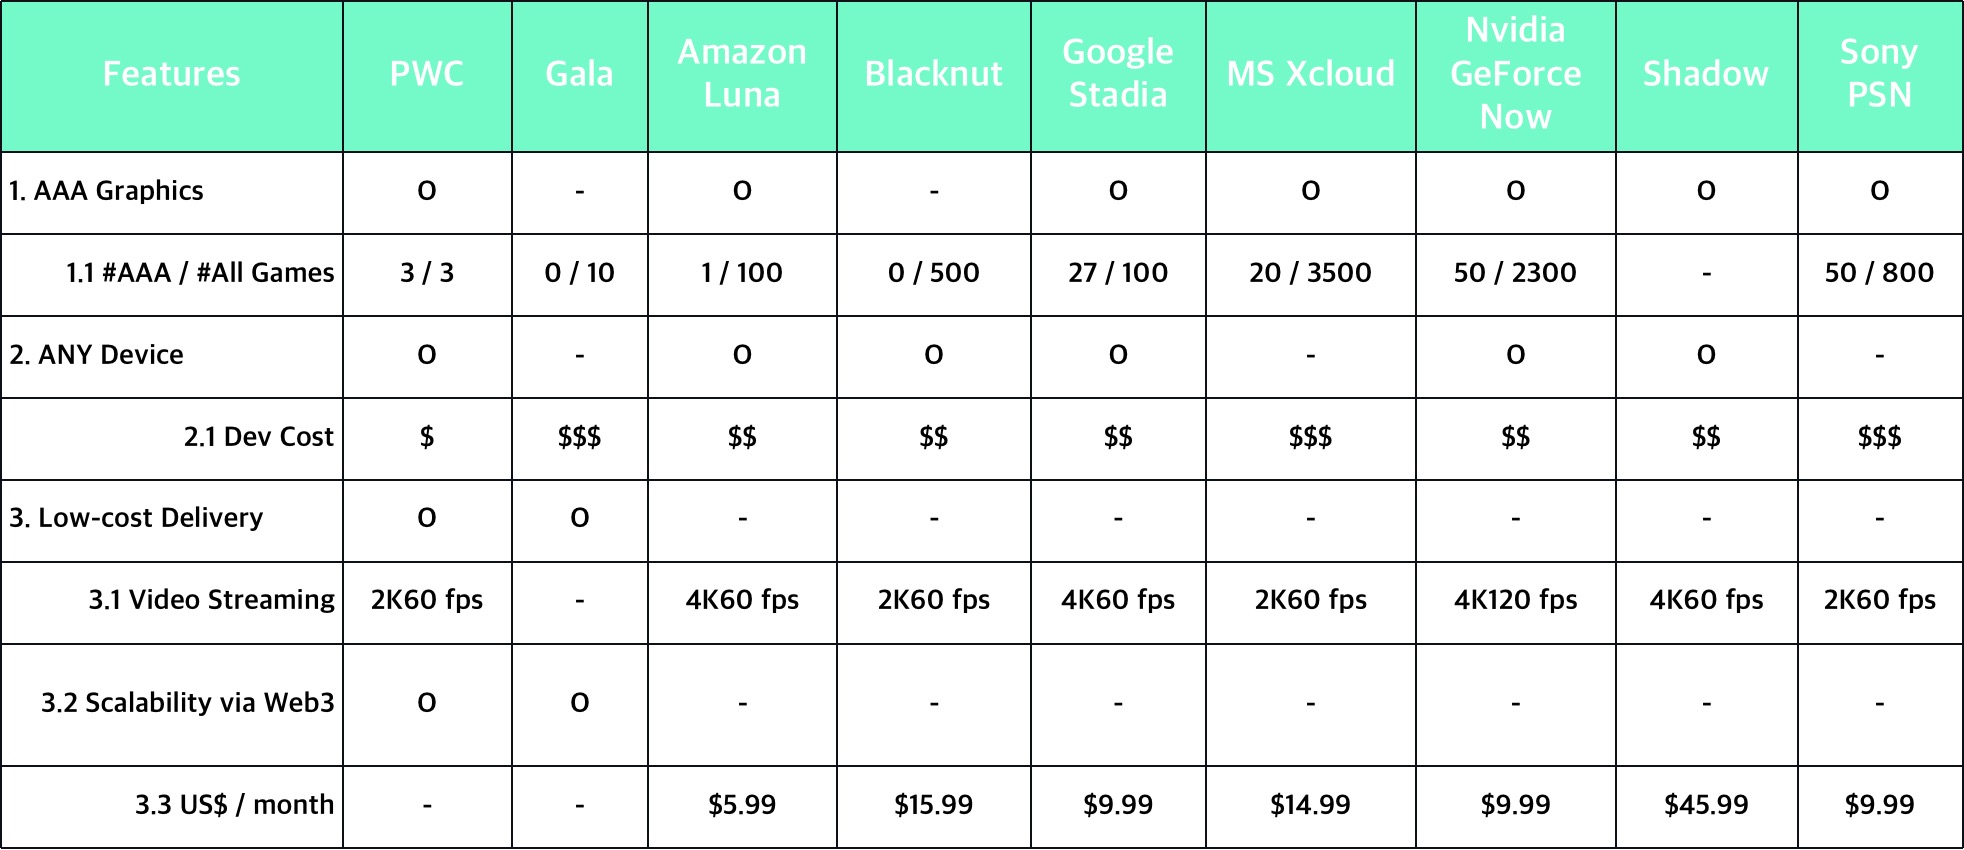 Features PWC Gala Amazon Luna Blacknut Google Stadia MS Xcloud Nvidia GeForce Now Shadow Sony PSN
1. AAA Graphics O - O - O O O O O
1.1 #AAA / #All Games 3 / 3 0 / 10 1 / 100 0 / 500 27 / 100 20 / 3500 50 / 2300 - 50 / 800
2. ANY Device O - O O O - O O -
2.1 Dev Cost $ $$$ $$ $$ $$ $$$ $$ $$ $$$
3. Low-cost Delivery O O - - - - - - -
3.1 Video Streaming 2K60 fps - 4K60 fps 2K60 fps 4K60 fps 2K60 fps 4K120 fps 4K60 fps 2K60 fps
3.2 Scalability via Web3 O O - - - - - - -
3.3 US$ / month - - $5.99 $15.99 $9.99 $14.99 $9.99 $45.99 $9.99